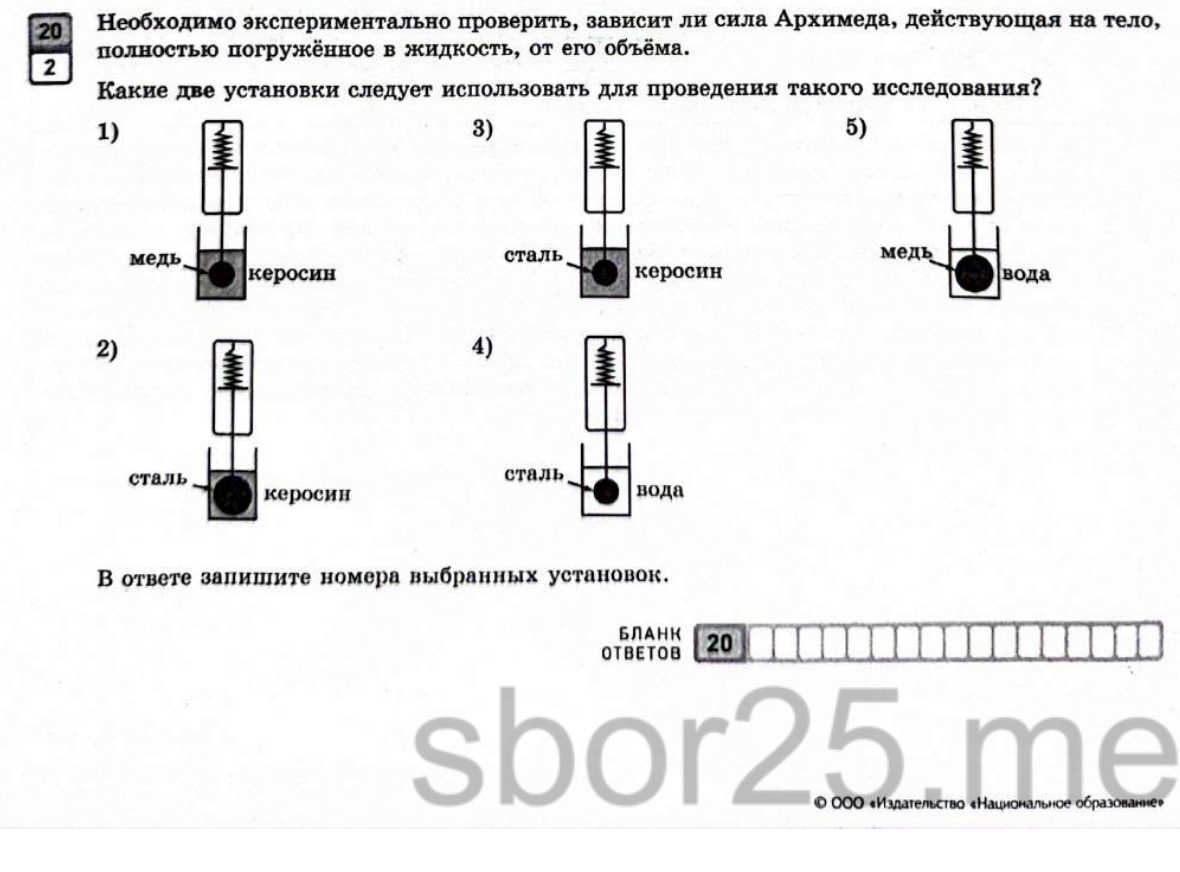 20
2
Необходимо экспериментально проверить, зависит ли сила Архимеда, действующая на тело,
полностью погружённое в жидкость, от его объёма.
Какие две установки следует использовать для проведения такого исследования?
1)
медь
керосин
3)
сталь
керосин
5)
медь
вода
2)
сталь
керосин
4)
сталь
вода
В ответе запишите номера выбранных установок.
БЛАНК
ОТВЕТОВ
20
sbor25.me
© ООО «Издательство «Национальное образование»